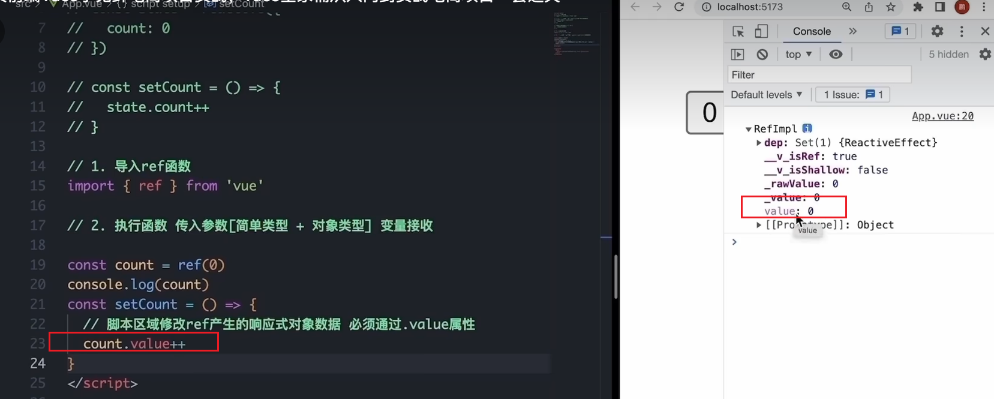 App.vue {} script setup setCount
7 // count: 0
8 // })
9
10 // const setCount = () => {
11 // state.count++
12 // }
13
14 // 1. 导入ref函数
15 import { ref } from 'vue'
16
17 // 2. 执行函数 传入参数[简单类型 + 对象类型] 变量接收
18
19 const count = ref(0)
20 console.log(count)
21 const setCount = () => {
22 // 脚本区域修改ref产生的响应式对象数据 必须通过.value属性
23 count.value++
24 }
25 </script>
0
localhost:5173
Console » 1
top ▼ 5 hidden
Filter
Default levels ▼ 1 Issue: 1
App.vue:20
▼RefImpl i
▶dep: Set(1) {ReactiveEffect}
__v_isRef: true
__v_isShallow: false
_rawValue: 0
_value: 0
value: 0
▶[[Prototype]]: Object
value
>